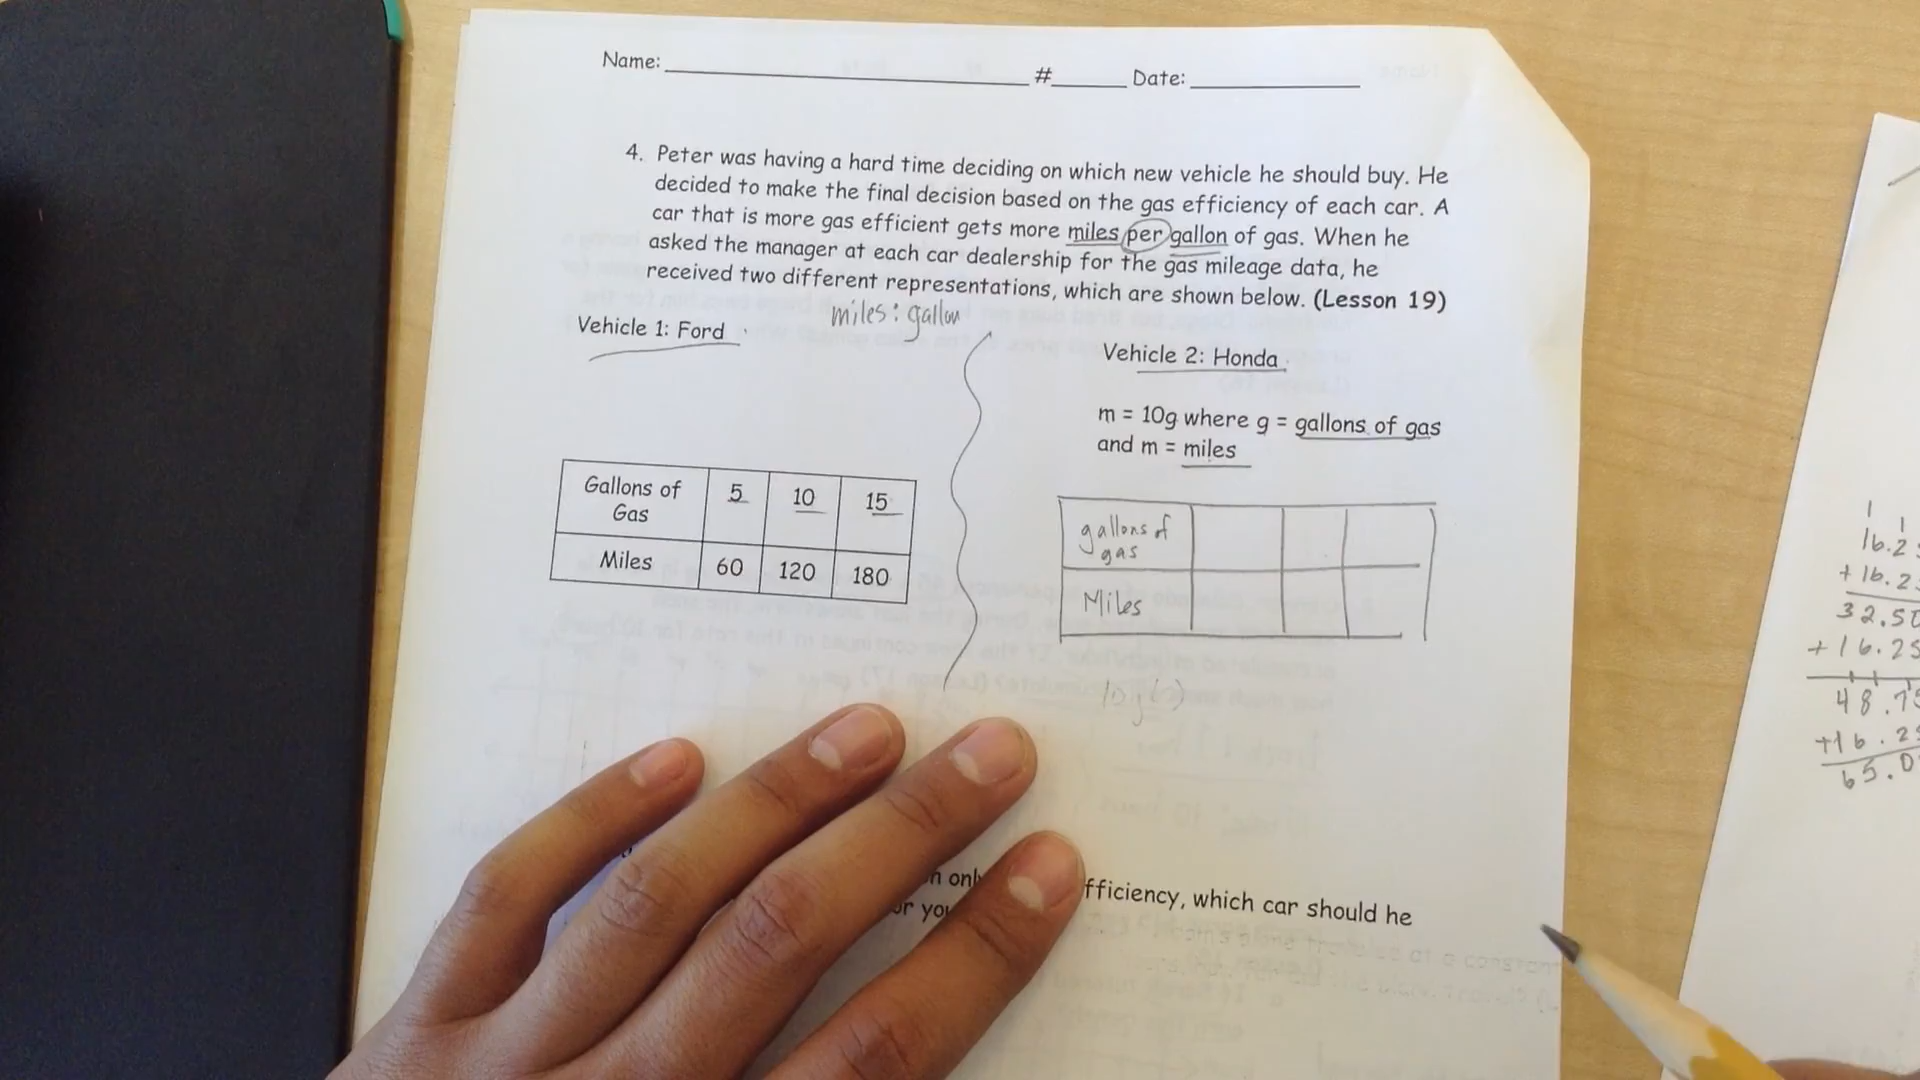 Name: # Date:
4. Peter was having a hard time deciding on which new vehicle he should buy. He
decided to make the final decision based on the gas efficiency of each car. A
car that is more gas efficient gets more miles per gallon of gas. When he
asked the manager at each car dealership for the gas mileage data, he
received two different representations, which are shown below. (Lesson 19)
miles: gallon
Vehicle 1: Ford
Gallons of Gas 5 10 15
Miles 60 120 180
Vehicle 2: Honda
m = 10g where g = gallons of gas
and m = miles
gallons of
gas
Miles
fficiency, which car should he
16.2
+ 16.2
32.50
+ 16.25
48.75
+16.25
65.0